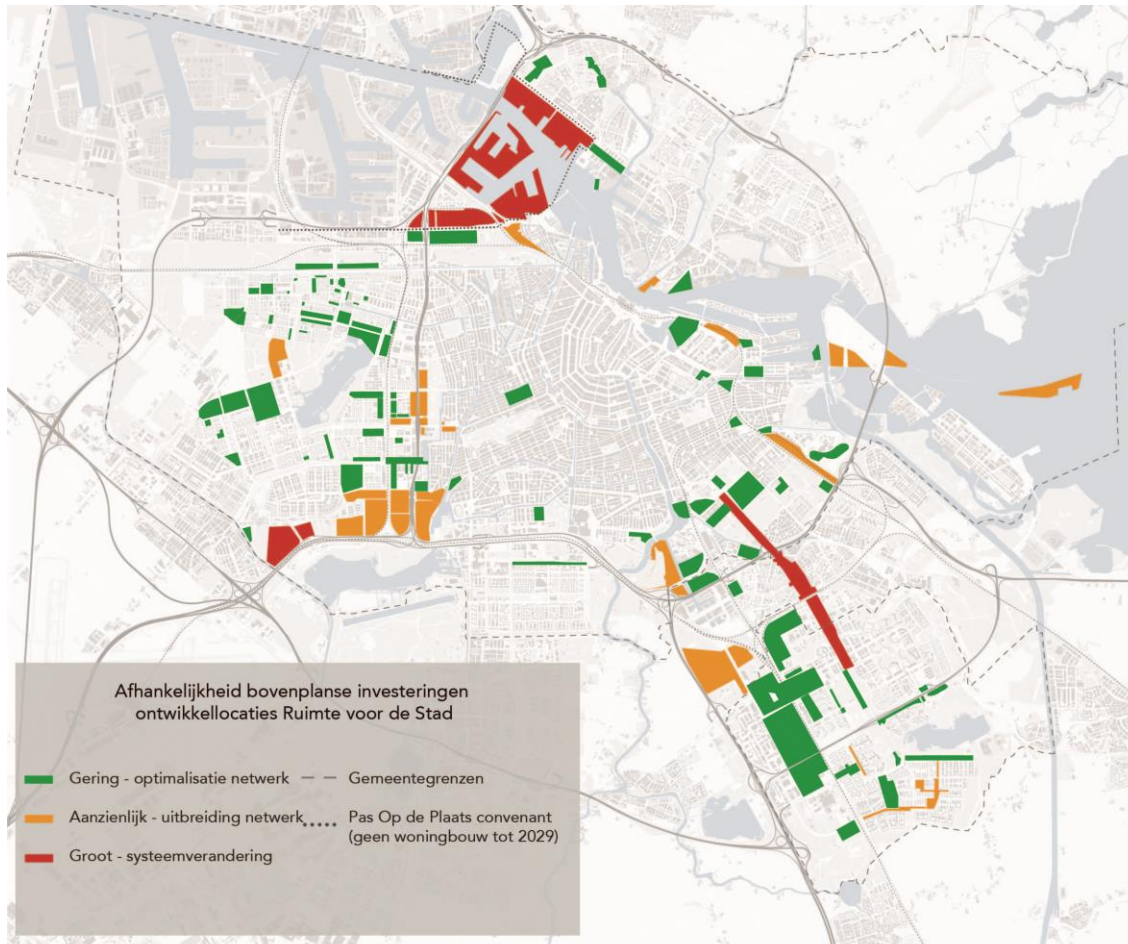 Afhankelijkheid bovenplanse investeringen
ontwikkellocaties Ruimte voor de Stad
Gering - optimalisatie netwerk
Gemeentegrenzen
Aanzienlijk - uitbreiding netwerk
Pas Op de Plaats convenant
(geen woningbouw tot 2029)
Groot - systeemverandering